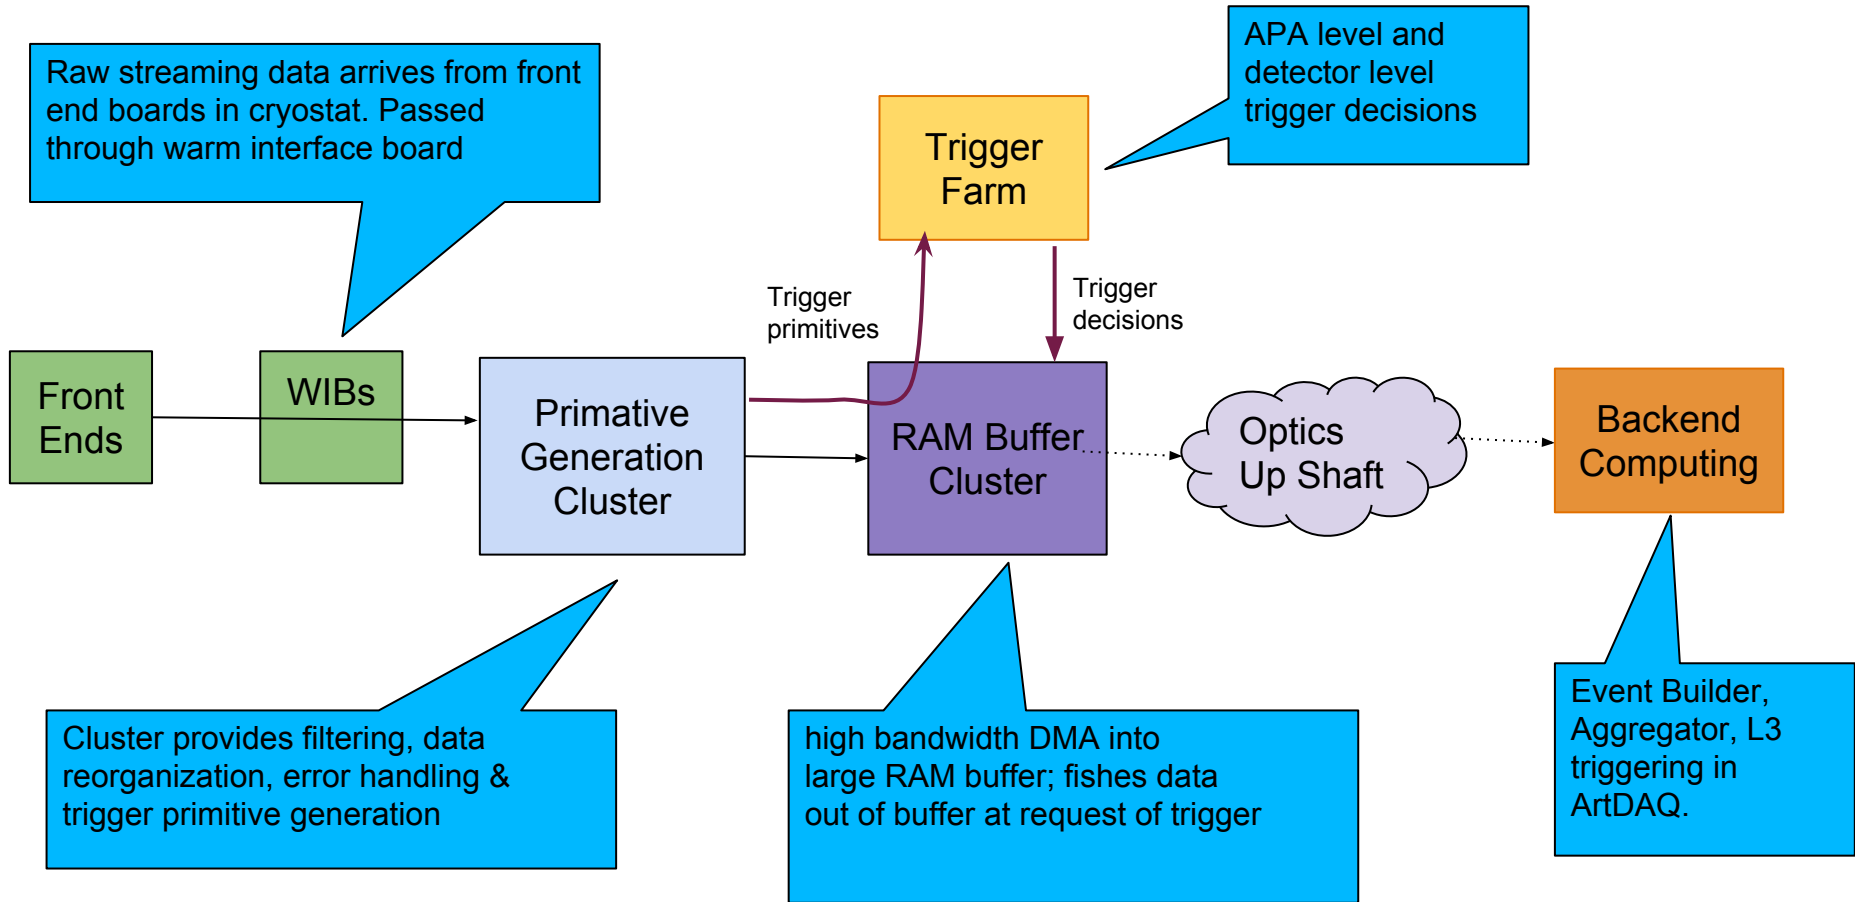 Raw streaming data arrives from front
end boards in cryostat. Passed
through warm interface board
APA level and
detector level
trigger decisions
Trigger
Farm
Trigger
primitives
Trigger
decisions
Front
Ends
WIBs
Primative
Generation
Cluster
RAM Buffer
Cluster
Optics
Up Shaft
Backend
Computing
Cluster provides filtering, data
reorganization, error handling &
trigger primitive generation
high bandwidth DMA into
large RAM buffer; fishes data
out of buffer at request of trigger
Event Builder,
Aggregator, L3
triggering in
ArtDAQ.